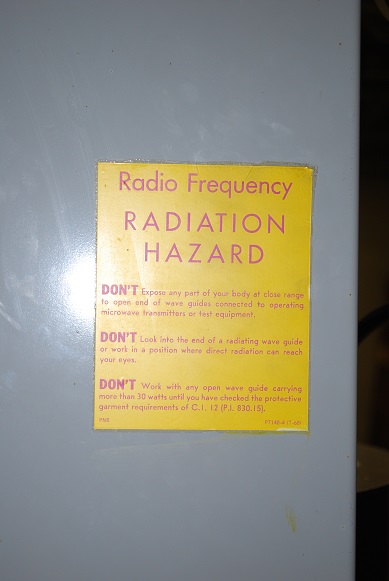 Radio Frequency
RADIATION
HAZARD
DON'T Expose any part of your body at close range
to open end of wave guides connected to operating
microwave transmitters or test equipment.
DON'T Look into the end of a radiating wave guide
or work in a position where direct radiation can reach
your eyes.
DON'T Work with any open wave guide carrying
more than 30 watts until you have checked the protective
garment requirements of C.I. 12 (P.I. 830.15).